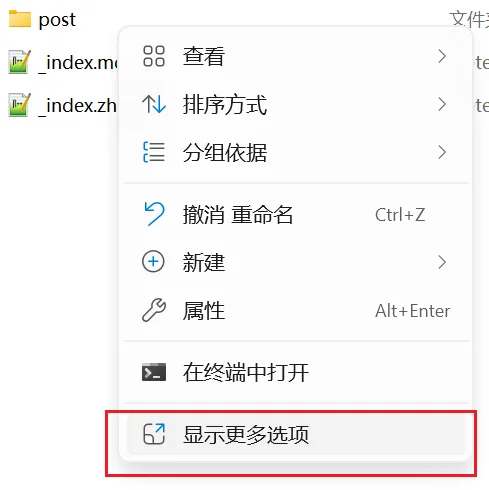 post 文件夹
查看
_index.mc
排序方式
_index.zh
分组依据
撤消 重命名 Ctrl+Z
新建
属性 Alt+Enter
在终端中打开
显示更多选项